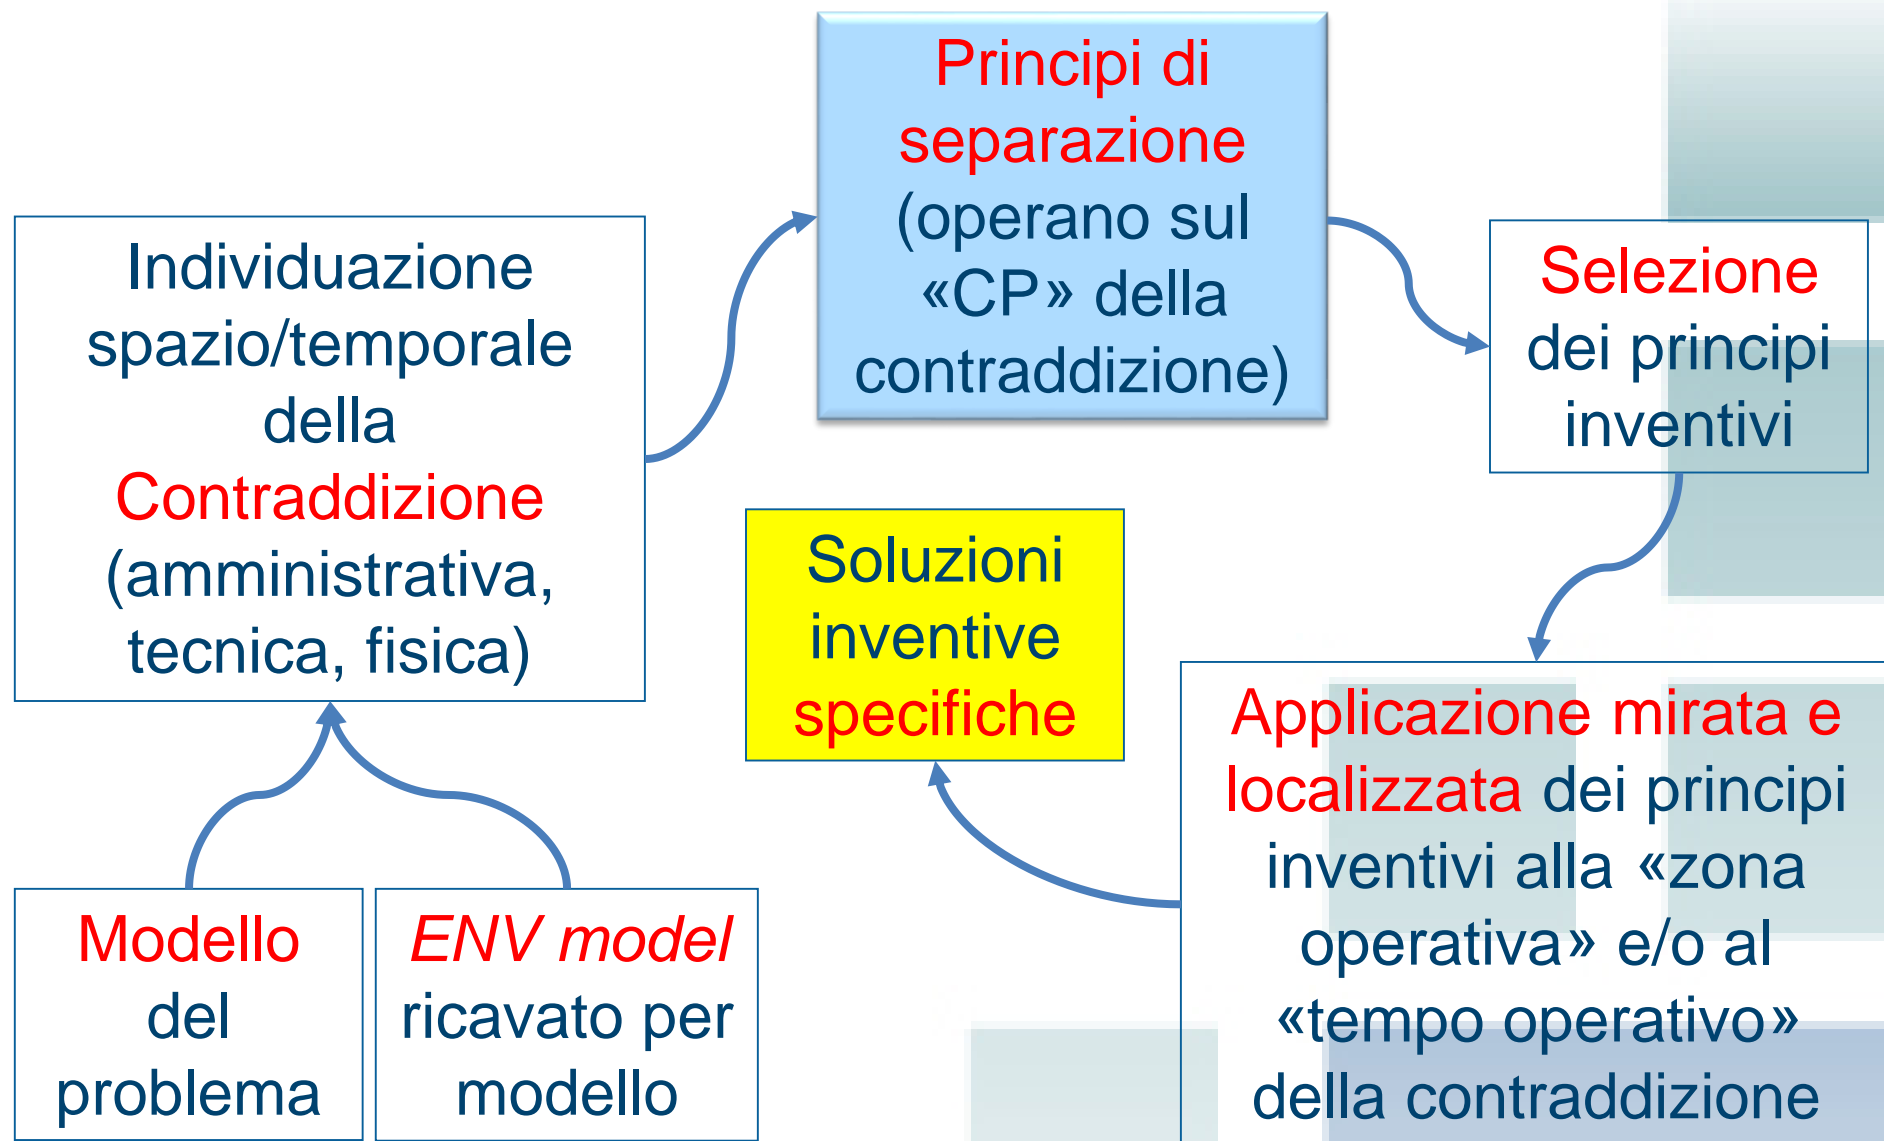 Principi di
separazione
(operano sul
«CP» della
contraddizione)
Individuazione
spazio/temporale
della
Contraddizione
(amministrativa,
tecnica, fisica)
Selezione
dei principi
inventivi
Soluzioni
inventive
specifiche
Applicazione mirata e
localizzata dei principi
inventivi alla «zona
operativa» e/o al
«tempo operativo»
della contraddizione
Modello
del
problema
ENV model
ricavato per
modello